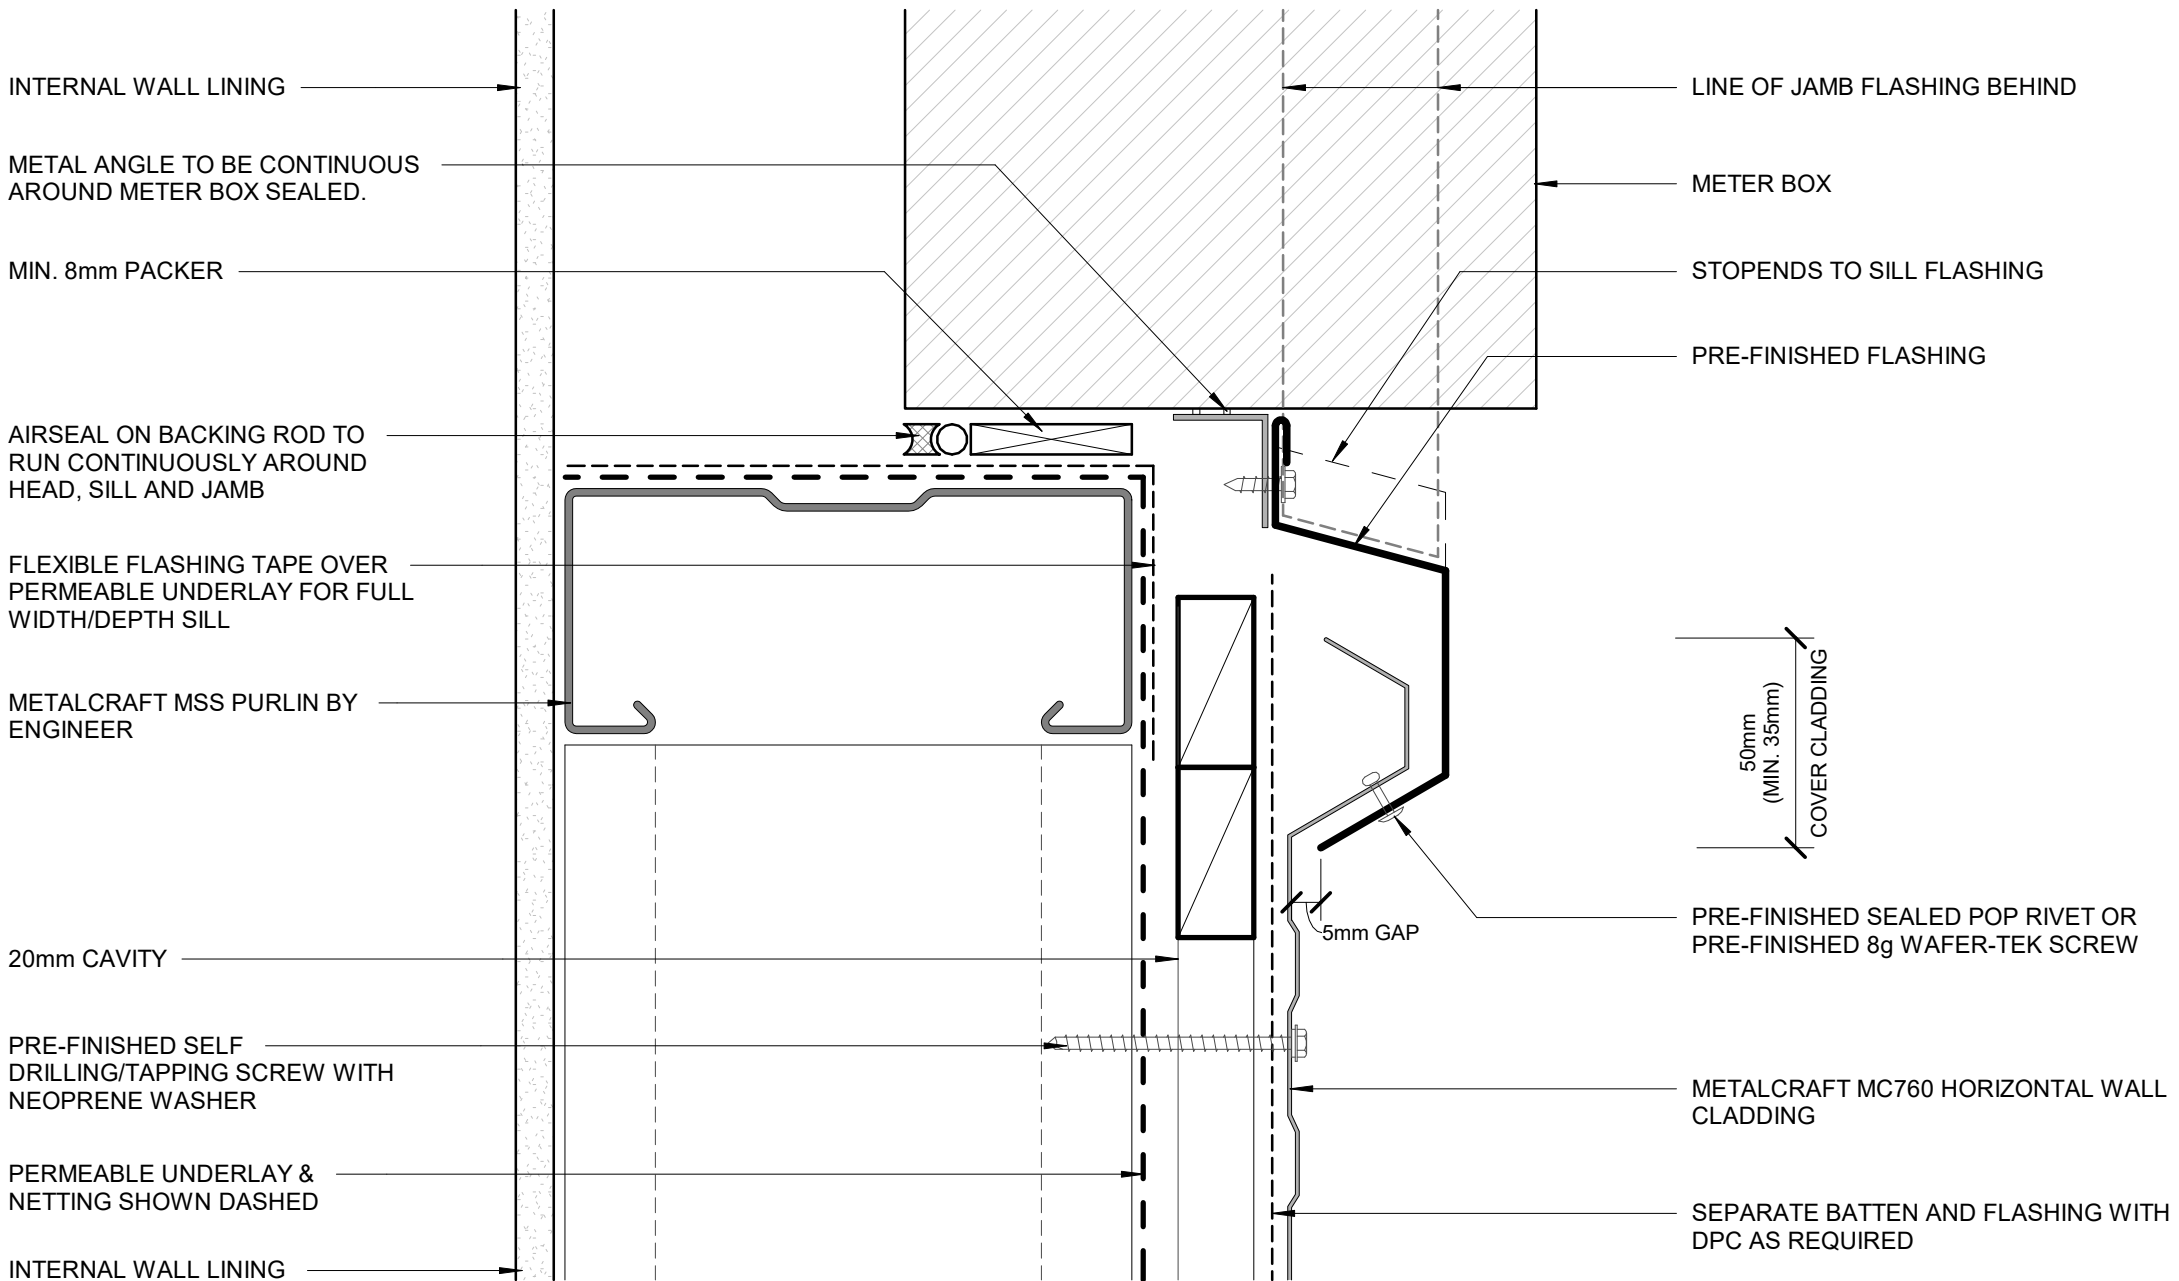 INTERNAL WALL LINING
METAL ANGLE TO BE CONTINUOUS
AROUND METER BOX SEALED.
MIN. 8mm PACKER
AIRSEAL ON BACKING ROD TO
RUN CONTINUOUSLY AROUND
HEAD, SILL AND JAMB
FLEXIBLE FLASHING TAPE OVER
PERMEABLE UNDERLAY FOR FULL
WIDTH/DEPTH SILL
METALCRAFT MSS PURLIN BY
ENGINEER
20mm CAVITY
PRE-FINISHED SELF
DRILLING/TAPPING SCREW WITH
NEOPRENE WASHER
PERMEABLE UNDERLAY &
NETTING SHOWN DASHED
INTERNAL WALL LINING
LINE OF JAMB FLASHING BEHIND
METER BOX
STOPENDS TO SILL FLASHING
PRE-FINISHED FLASHING
50mm
(MIN. 35mm)
COVER CLADDING
5mm GAP
PRE-FINISHED SEALED POP RIVET OR
PRE-FINISHED 8g WAFER-TEK SCREW
METALCRAFT MC760 HORIZONTAL WALL
CLADDING
SEPARATE BATTEN AND FLASHING WITH
DPC AS REQUIRED